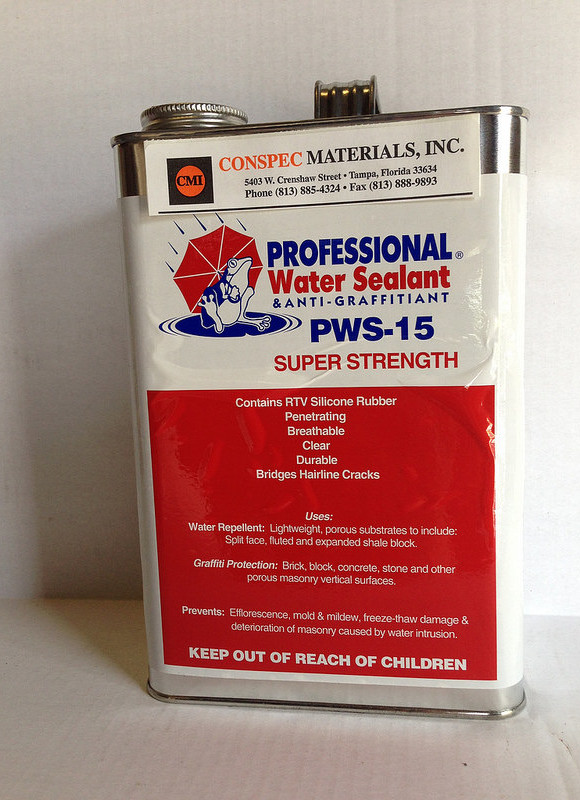 CMI
CONSPEC MATERIALS, INC.
5403 W. Crenshaw Street • Tampa, Florida 33634
Phone (813) 885-4324 • Fax (813) 888-9893
PROFESSIONAL®
Water Sealant
& ANTI-GRAFFITIANT
PWS-15
SUPER STRENGTH
Contains RTV Silicone Rubber
Penetrating
Breathable
Clear
Durable
Bridges Hairline Cracks
Uses:
Water Repellent: Lightweight, porous substrates to include:
Split face, fluted and expanded shale block.
Graffiti Protection: Brick, block, concrete, stone and other
porous masonry vertical surfaces.
Prevents: Efflorescence, mold & mildew, freeze-thaw damage &
deterioration of masonry caused by water intrusion.
KEEP OUT OF REACH OF CHILDREN